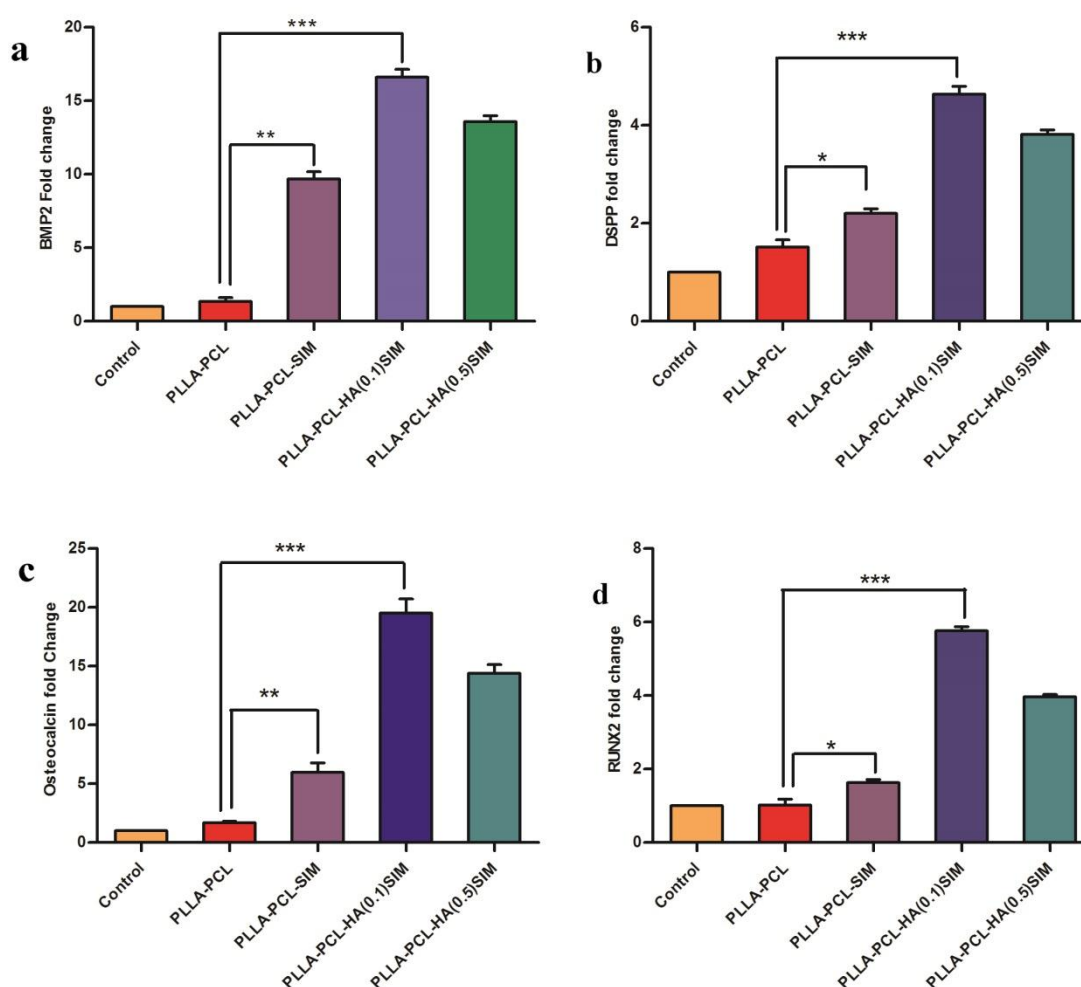 a
BMP2 Fold change
20
15
10
5
0
***
**
Control
PLLA-PCL
PLLA-PCL-SIM
PLLA-PCL-HA(0.1)SIM
PLLA-PCL-HA(0.5)SIM
b
DSPP fold change
6
4
2
0
***
*
Control
PLLA-PCL
PLLA-PCL-SIM
PLLA-PCL-HA(0.1)SIM
PLLA-PCL-HA(0.5)SIM
c
Osteocalcin fold Change
25
20
15
10
5
0
***
**
Control
PLLA-PCL
PLLA-PCL-SIM
PLLA-PCL-HA(0.1)SIM
PLLA-PCL-HA(0.5)SIM
d
RUNX2 fold change
8
6
4
2
0
***
*
Control
PLLA-PCL
PLLA-PCL-SIM
PLLA-PCL-HA(0.1)SIM
PLLA-PCL-HA(0.5)SIM